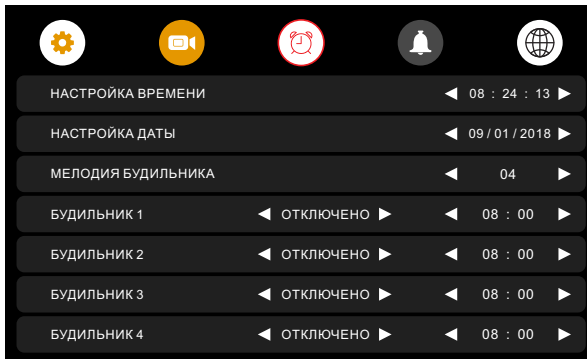 НАСТРОЙКА ВРЕМЕНИ ◀ 08 : 24 : 13 ▶
НАСТРОЙКА ДАТЫ ◀ 09 / 01 / 2018 ▶
МЕЛОДИЯ БУДИЛЬНИКА ◀ 04 ▶
БУДИЛЬНИК 1 ◀ ОТКЛЮЧЕНО ▶ ◀ 08 : 00 ▶
БУДИЛЬНИК 2 ◀ ОТКЛЮЧЕНО ▶ ◀ 08 : 00 ▶
БУДИЛЬНИК 3 ◀ ОТКЛЮЧЕНО ▶ ◀ 08 : 00 ▶
БУДИЛЬНИК 4 ◀ ОТКЛЮЧЕНО ▶ ◀ 08 : 00 ▶